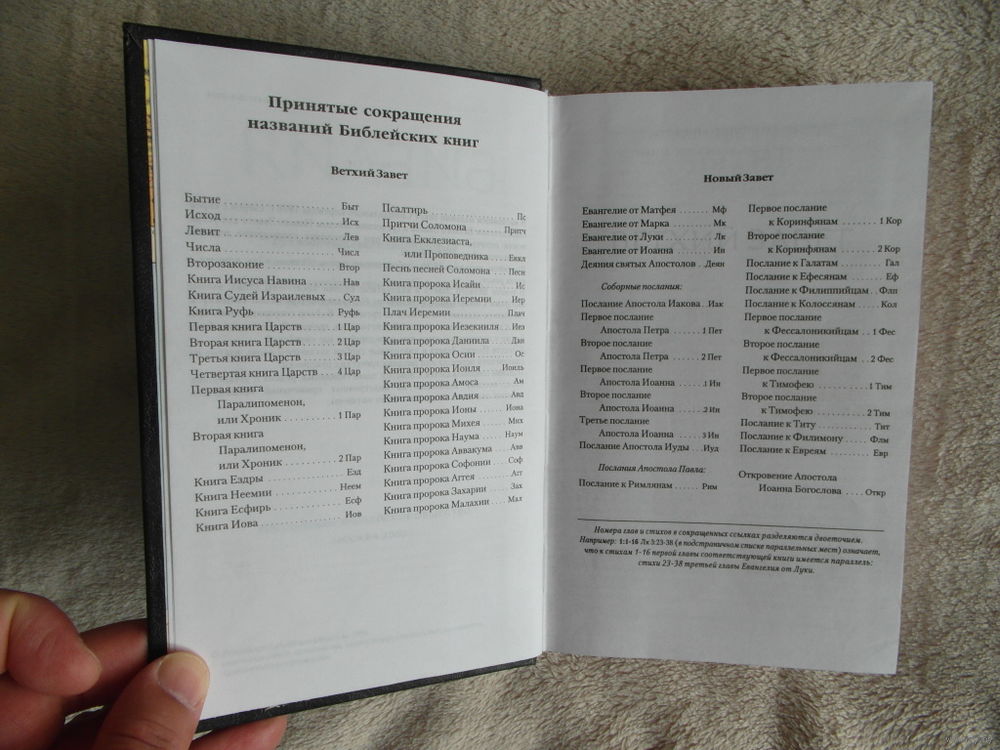 Принятые сокращения
названий Библейских книг
Ветхий Завет
Бытие ........ Быт
Исход ........ Исх
Левит ........ Лев
Числа ........ Числ
Второзаконие ........ Втор
Книга Иисуса Навина ...... Нав
Книга Судей Израилевых ... Суд
Книга Руфь ........ Руфь
Первая книга Царств ...... 1 Цар
Вторая книга Царств ...... 2 Цар
Третья книга Царств ...... 3 Цар
Четвертая книга Царств ... 4 Цар
Первая книга
Паралипоменон,
или Хроник ........ 1 Пар
Вторая книга
Паралипоменон,
или Хроник ........ 2 Пар
Книга Ездры ........ Езд
Книга Неемии ........ Неем
Книга Есфирь ........ Есф
Книга Иова ........ Иов
Псалтирь ........ Пс
Притчи Соломона ...... Притч
Книга Екклезиаста,
или Проповедника .... Еккл
Песнь песней Соломона .. Песн
Книга пророка Исайи ..... Ис
Книга пророка Иеремии ... Иер
Плач Иеремии ........ Плач
Книга пророка Иезекииля .. Иез
Книга пророка Даниила .... Дан
Книга пророка Осии ...... Ос
Книга пророка Иоиля .... Иоиль
Книга пророка Амоса ..... Ам
Книга пророка Авдия ..... Авд
Книга пророка Ионы ..... Иона
Книга пророка Михея ..... Мих
Книга пророка Наума .... Наум
Книга пророка Аввакума ... Авв
Книга пророка Софонии ... Соф
Книга пророка Аггея ..... Агг
Книга пророка Захарии ... Зах
Книга пророка Малахии .... Мал
Новый Завет
Евангелие от Матфея ...... Мф
Евангелие от Марка ....... Мк
Евангелие от Луки ........ Лк
Евангелие от Иоанна ...... Ин
Деяния святых Апостолов .. Деян
Соборные послания:
Послание Апостола Иакова . Иак
Первое послание
Апостола Петра ...... 1 Пет
Второе послание
Апостола Петра ...... 2 Пет
Первое послание
Апостола Иоанна ..... 1 Ин
Второе послание
Апостола Иоанна ..... 2 Ин
Третье послание
Апостола Иоанна ..... 3 Ин
Послание Апостола Иуды ... Иуд
Послания Апостола Павла:
Послание к Римлянам ...... Рим
Первое послание
к Коринфянам ....... 1 Кор
Второе послание
к Коринфянам ....... 2 Кор
Послание к Галатам ....... Гал
Послание к Ефесянам ...... Еф
Послание к Филиппийцам .. Флп
Послание к Колоссянам .... Кол
Первое послание
к Фессалоникийцам .. 1 Фес
Второе послание
к Фессалоникийцам .. 2 Фес
Первое послание
к Тимофею ......... 1 Тим
Второе послание
к Тимофею ......... 2 Тим
Послание к Титу ......... Тит
Послание к Филимону ..... Флм
Послание к Евреям ....... Евр
Откровение Апостола
Иоанна Богослова .... Откр
Номера глав и стихов в сокращенных ссылках разделяются двоеточием.
Например: 1:1-16 Лк 3:23-38 (в подстраничном списке параллельных мест) означает,
что к стихам 1-16 первой главы соответствующей книги имеется параллель:
стихи 23-38 третьей главы Евангелия от Луки.